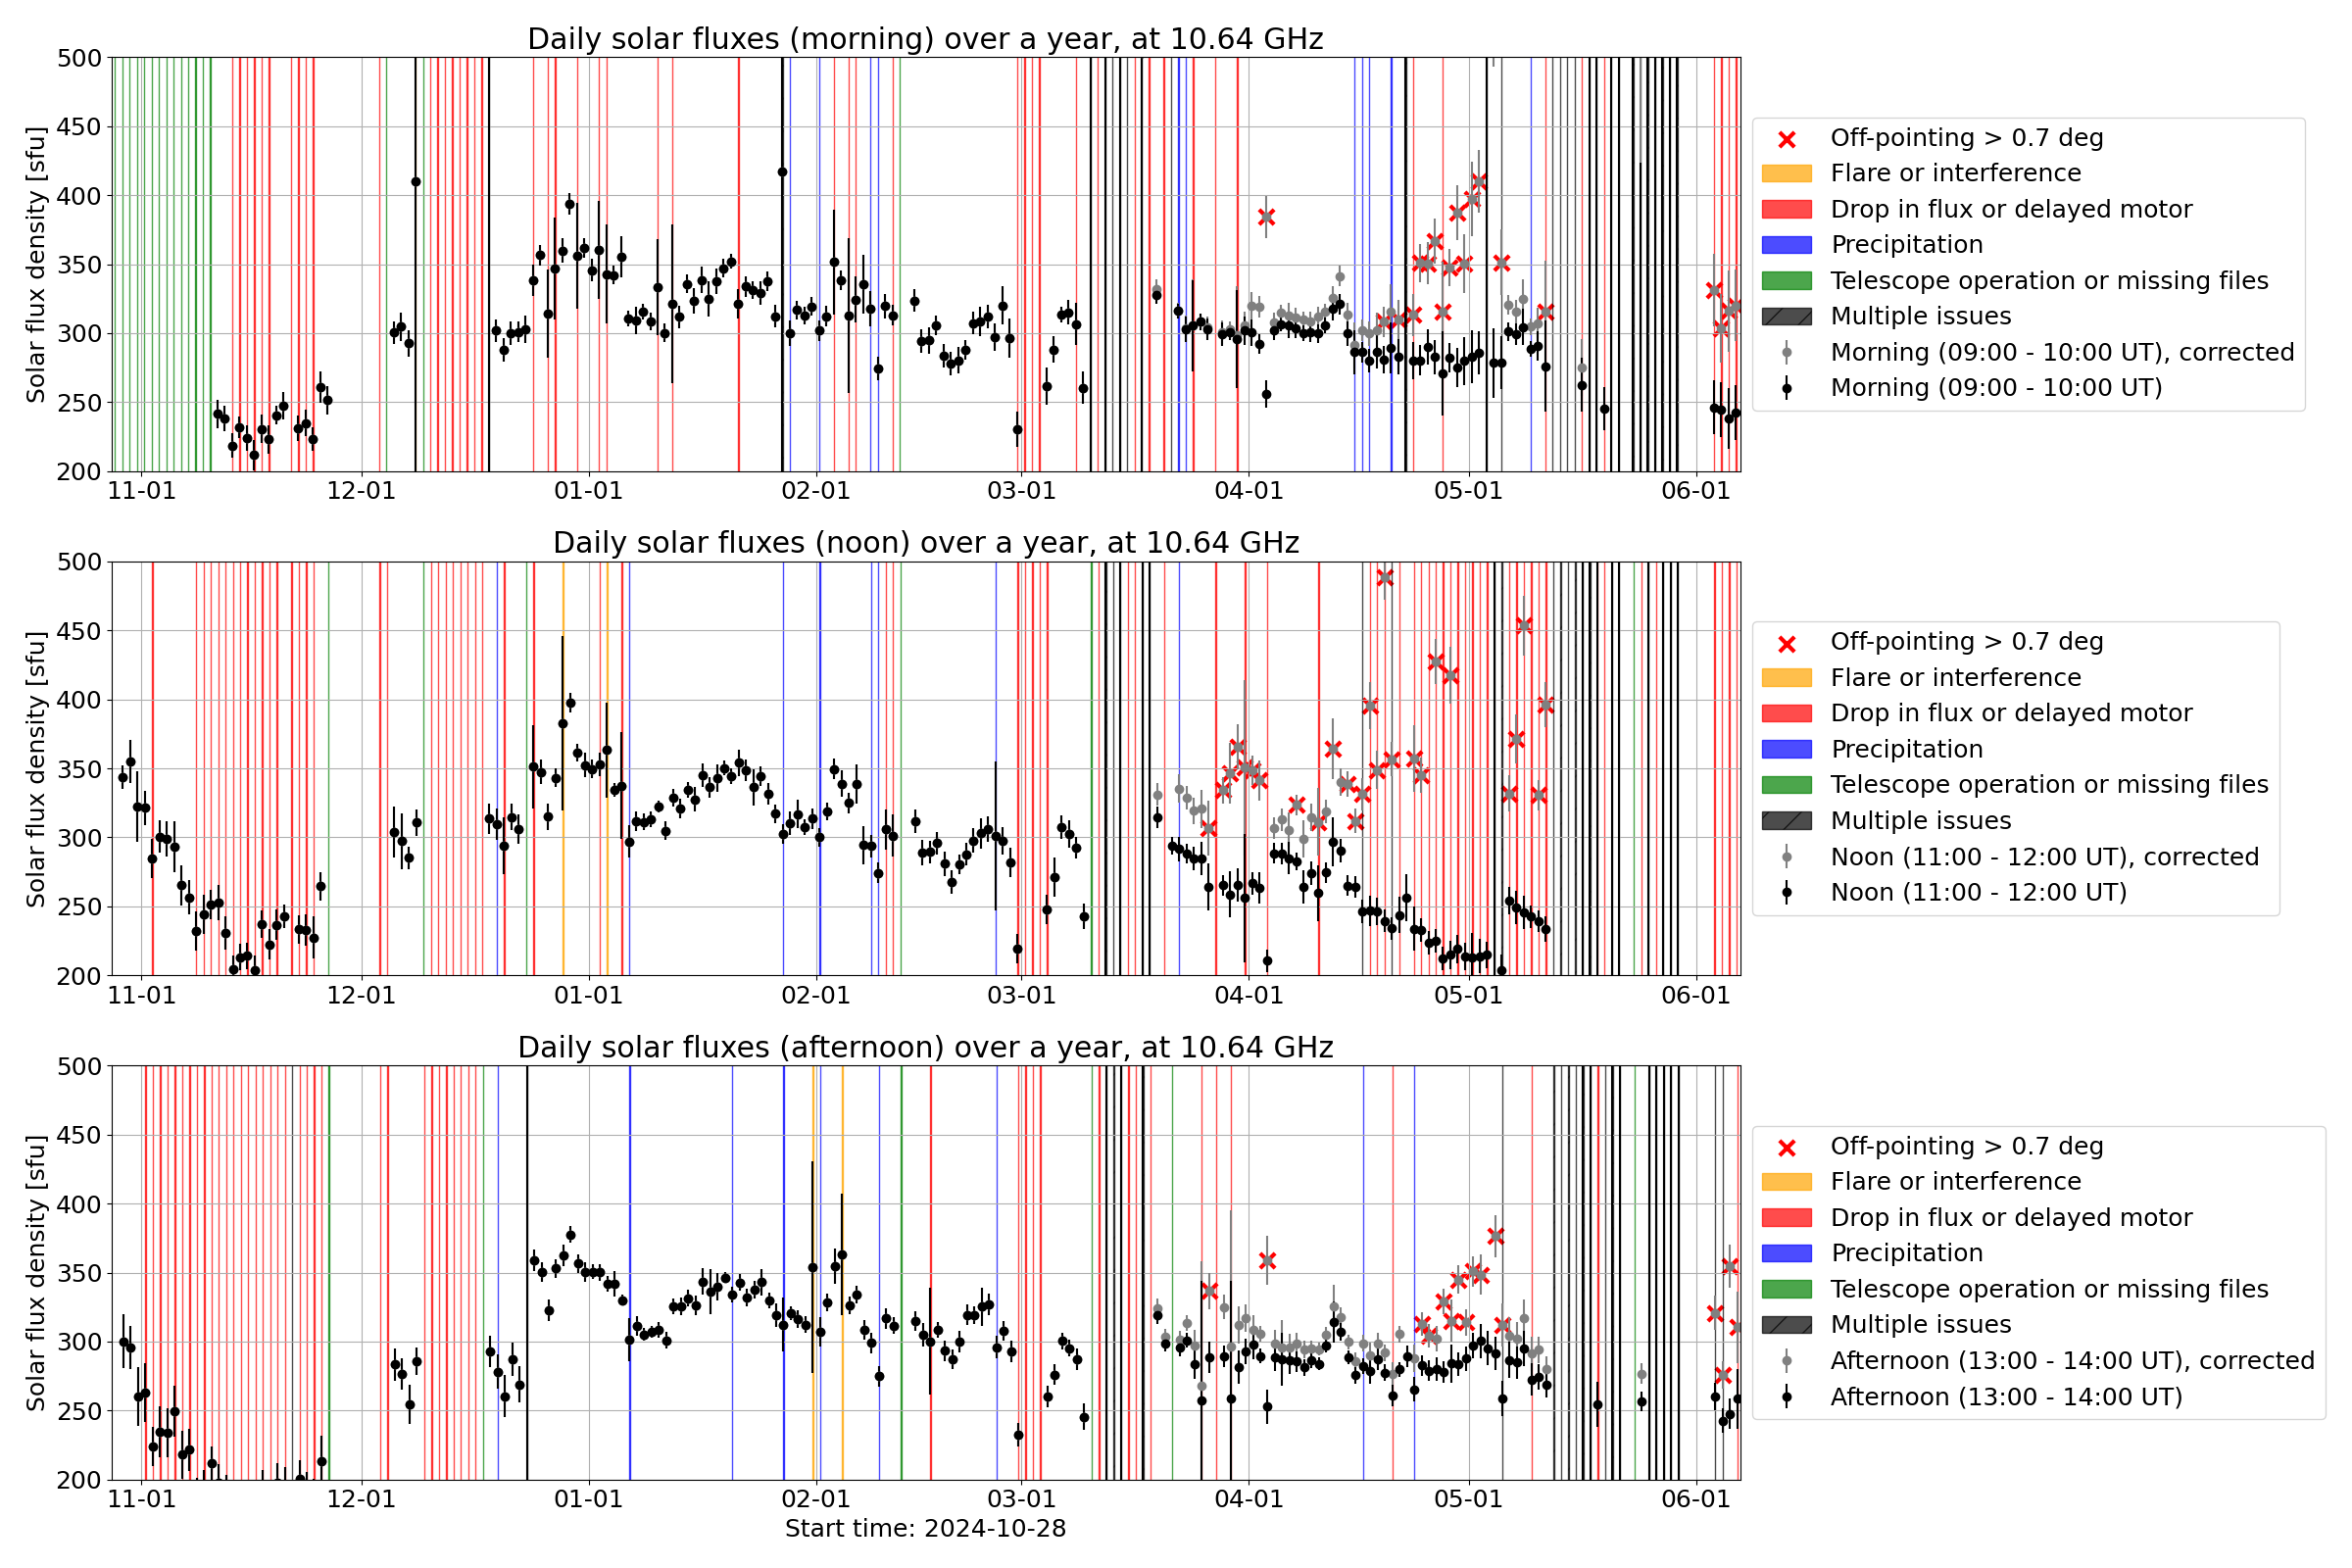 Daily solar fluxes (morning) over a year, at 10.64 GHz
Solar flux density [sfu]
500
450
400
350
300
250
200
11-01 12-01 01-01 02-01 03-01 04-01 05-01 06-01
Off-pointing > 0.7 deg
Flare or interference
Drop in flux or delayed motor
Precipitation
Telescope operation or missing files
Multiple issues
Morning (09:00 - 10:00 UT), corrected
Morning (09:00 - 10:00 UT)
Daily solar fluxes (noon) over a year, at 10.64 GHz
Solar flux density [sfu]
500
450
400
350
300
250
200
11-01 12-01 01-01 02-01 03-01 04-01 05-01 06-01
Off-pointing > 0.7 deg
Flare or interference
Drop in flux or delayed motor
Precipitation
Telescope operation or missing files
Multiple issues
Noon (11:00 - 12:00 UT), corrected
Noon (11:00 - 12:00 UT)
Daily solar fluxes (afternoon) over a year, at 10.64 GHz
Solar flux density [sfu]
500
450
400
350
300
250
200
11-01 12-01 01-01 02-01 03-01 04-01 05-01 06-01
Start time: 2024-10-28
Off-pointing > 0.7 deg
Flare or interference
Drop in flux or delayed motor
Precipitation
Telescope operation or missing files
Multiple issues
Afternoon (13:00 - 14:00 UT), corrected
Afternoon (13:00 - 14:00 UT)